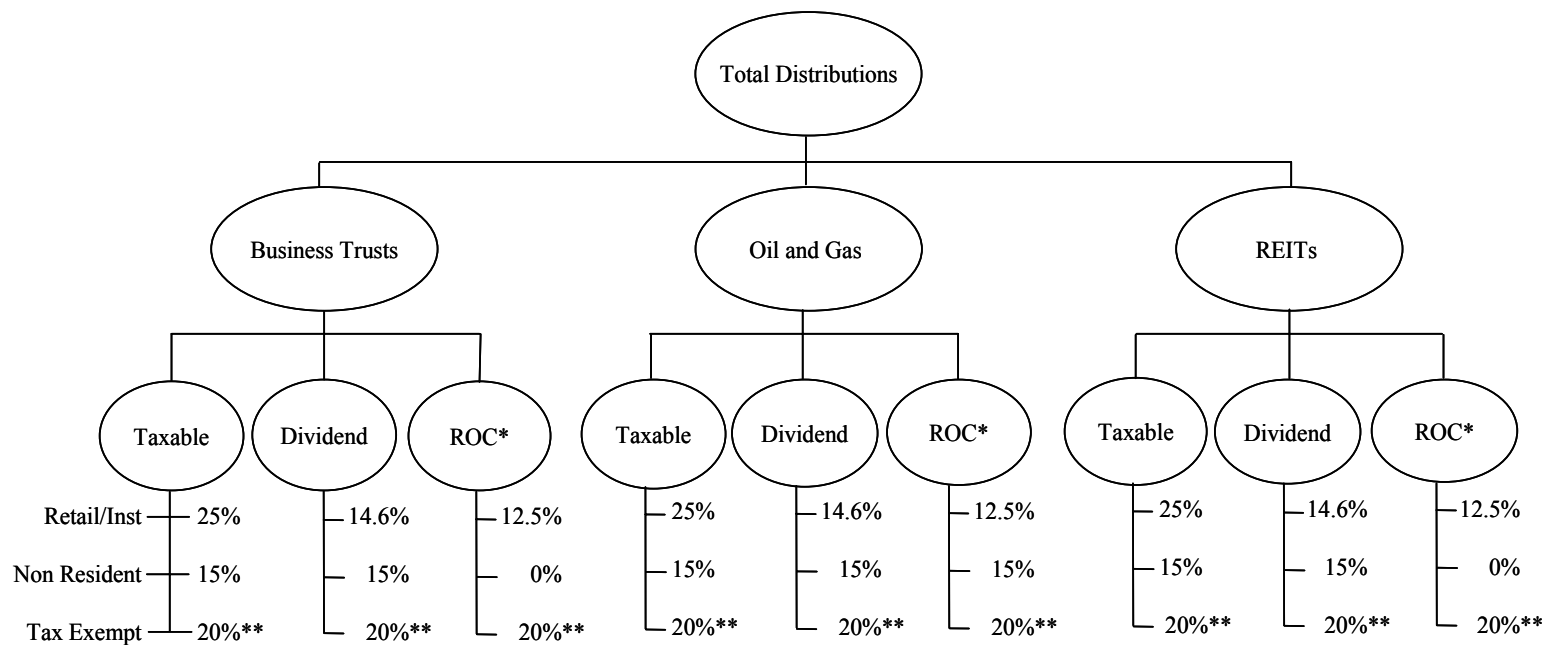 Total Distributions
Business Trusts
Oil and Gas
REITs
Taxable
Dividend
ROC*
Taxable
Dividend
ROC*
Taxable
Dividend
ROC*
Retail/Inst 25% 14.6% 12.5% 25% 14.6% 12.5% 25% 14.6% 12.5%
Non Resident 15% 15% 0% 15% 15% 15% 15% 15% 0%
Tax Exempt 20%** 20%** 20%** 20%** 20%** 20%** 20%** 20%** 20%**